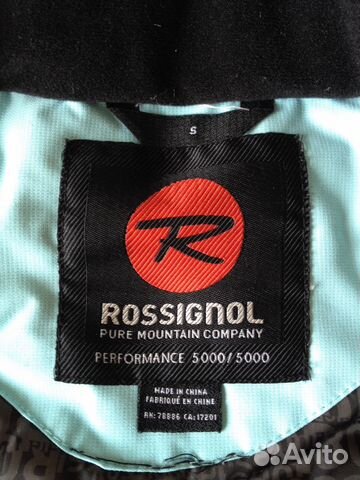 S
R
ROSSIGNOL
PURE MOUNTAIN COMPANY
PERFORMANCE 5000/5000
MADE IN CHINA
FABRIQUÉ EN CHINE
RN: 78886 CA: 17201
Avito